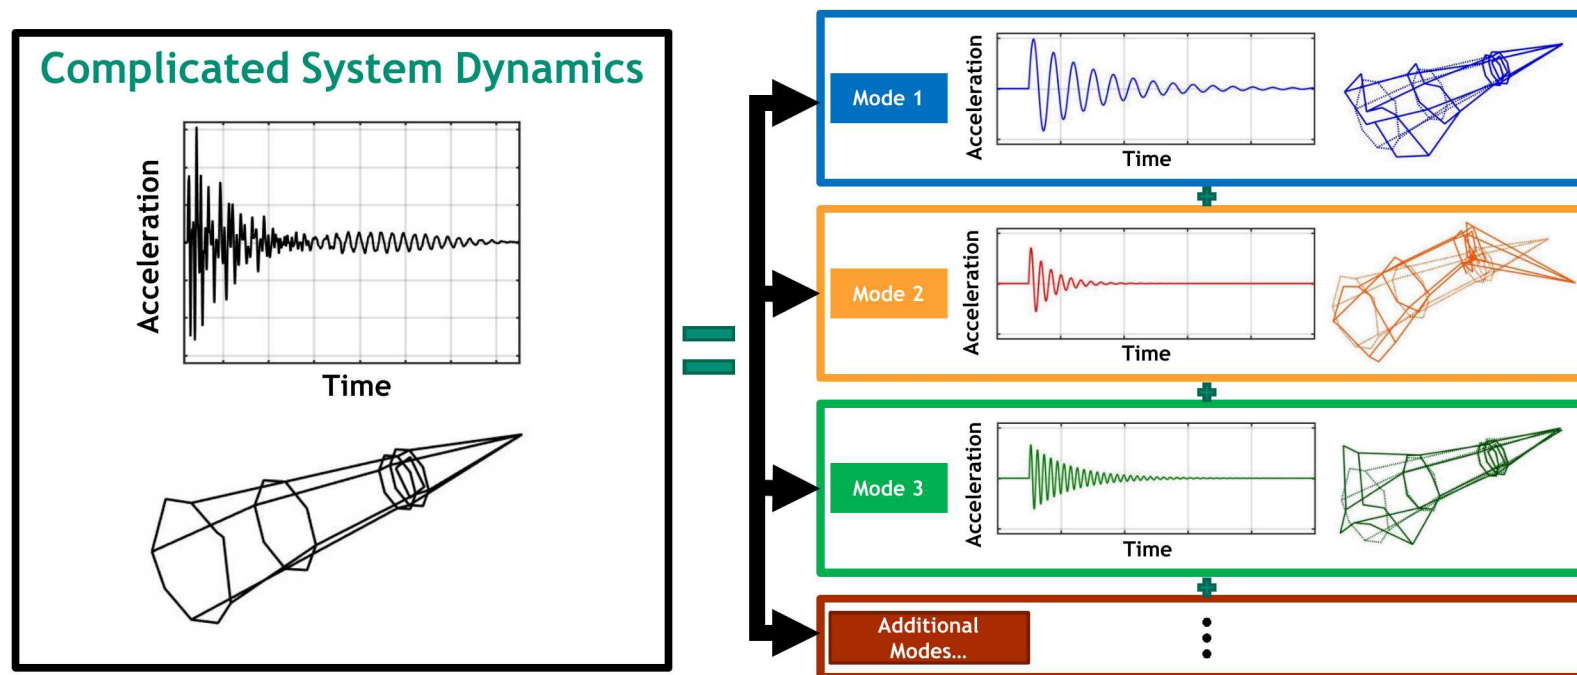 Complicated System Dynamics
Acceleration
Time
Mode 1
Acceleration
Time
Mode 2
Acceleration
Time
Mode 3
Acceleration
Time
Additional
Modes...